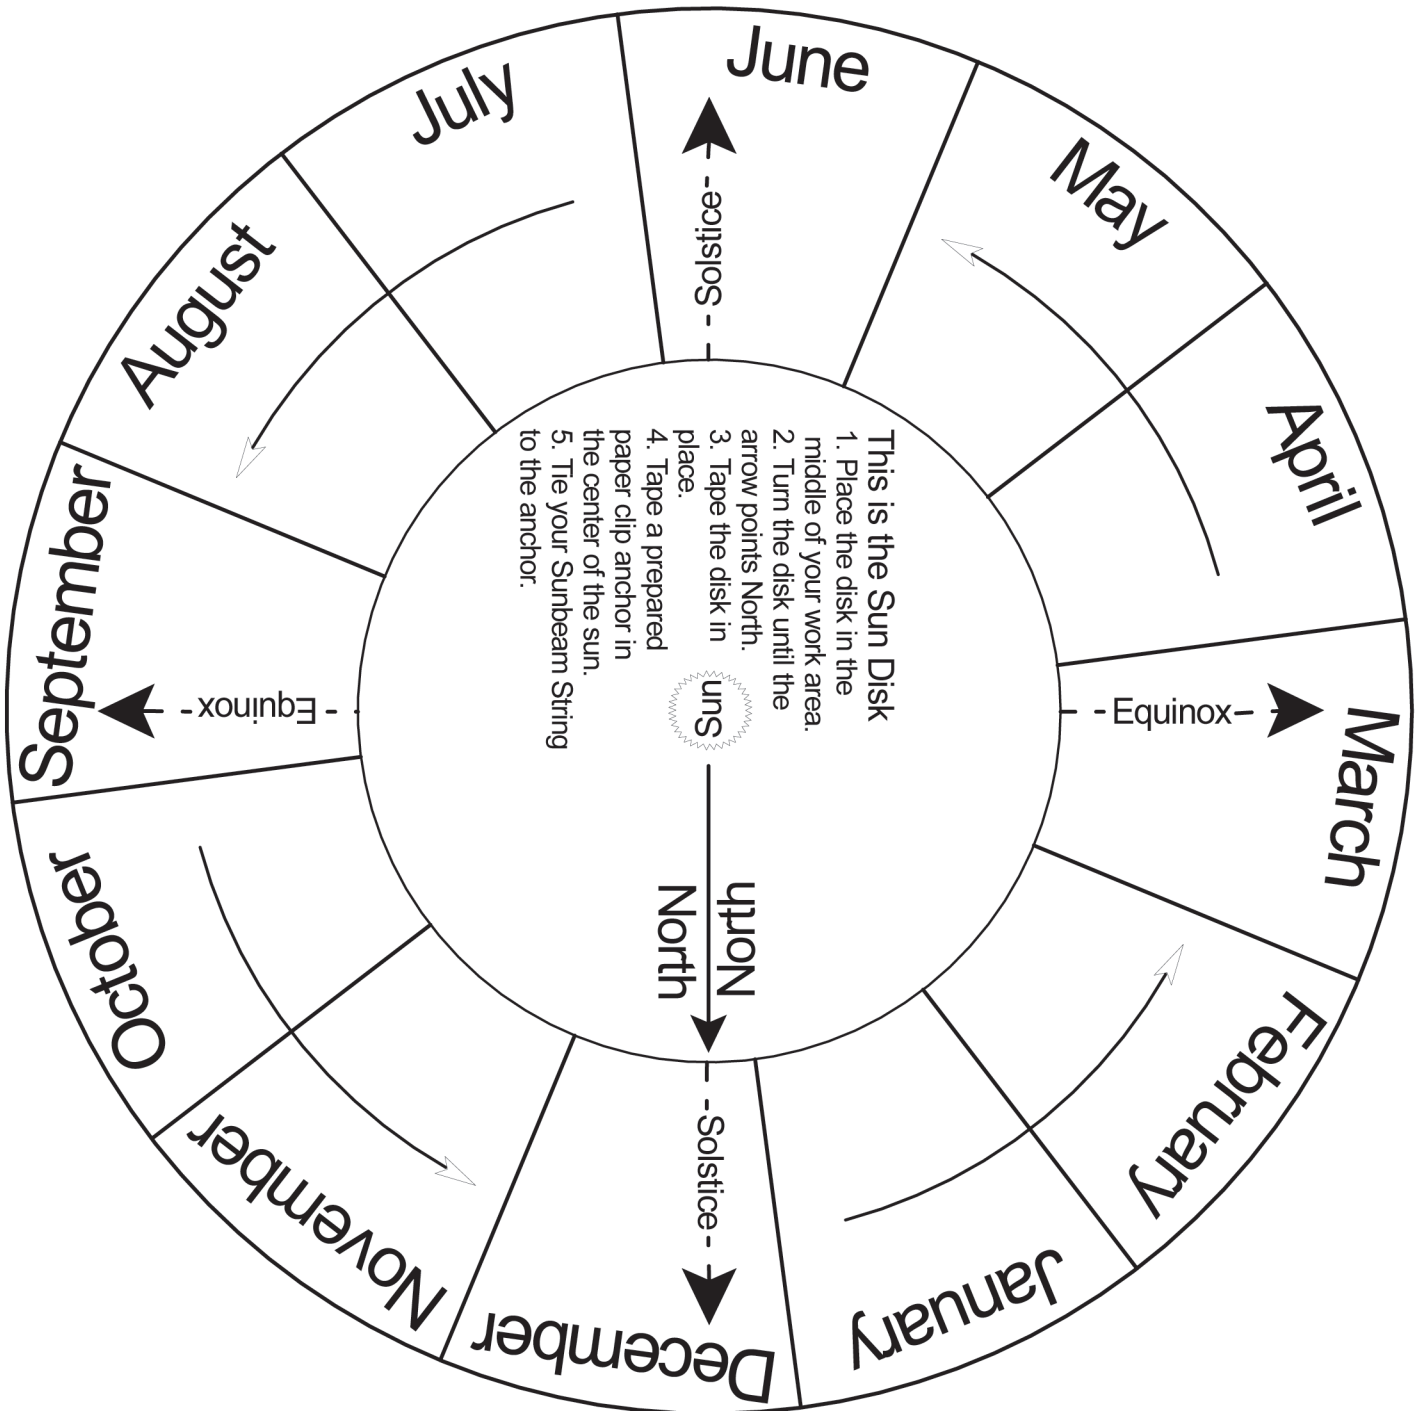 June
May
April
March
February
January
December
November
October
September
August
July
-Solstice-
-Equinox-
-Solstice-
-Equinox-
This is the Sun Disk
1. Place the disk in the
middle of your work area.
2. Turn the disk until the
arrow points North.
3. Tape the disk in
place.
4. Tape a prepared
paper clip anchor in
the center of the sun.
5. Tie your Sunbeam String
to the anchor.
Sun
North
North